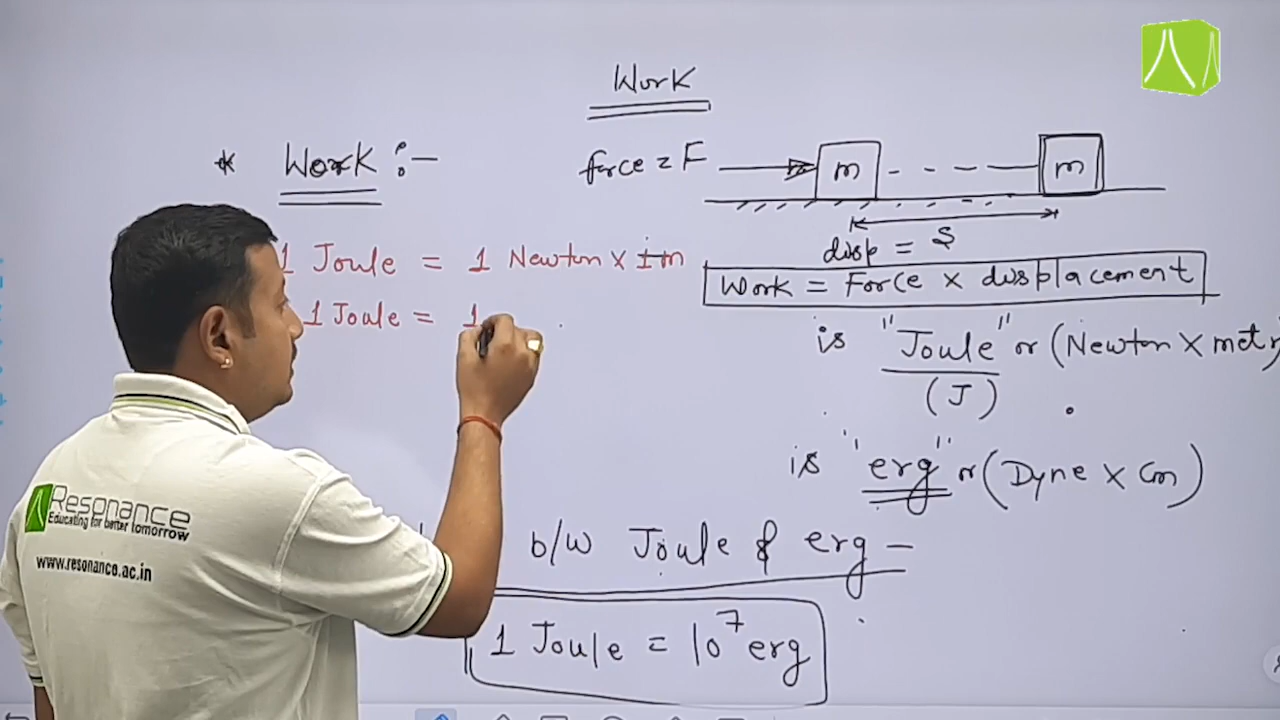 Work
* Work :-
force = F
m
m
disp = S
1 Joule = 1 Newton x 1m
Work = Force x displacement
1 Joule = 1
is "Joule" or (Newton x metr
(J)
is "erg" or (Dyne x Cm)
b/w Joule & erg -
1 Joule = 10⁷ erg
Resonance
Educating for better tomorrow
www.resonance.ac.in